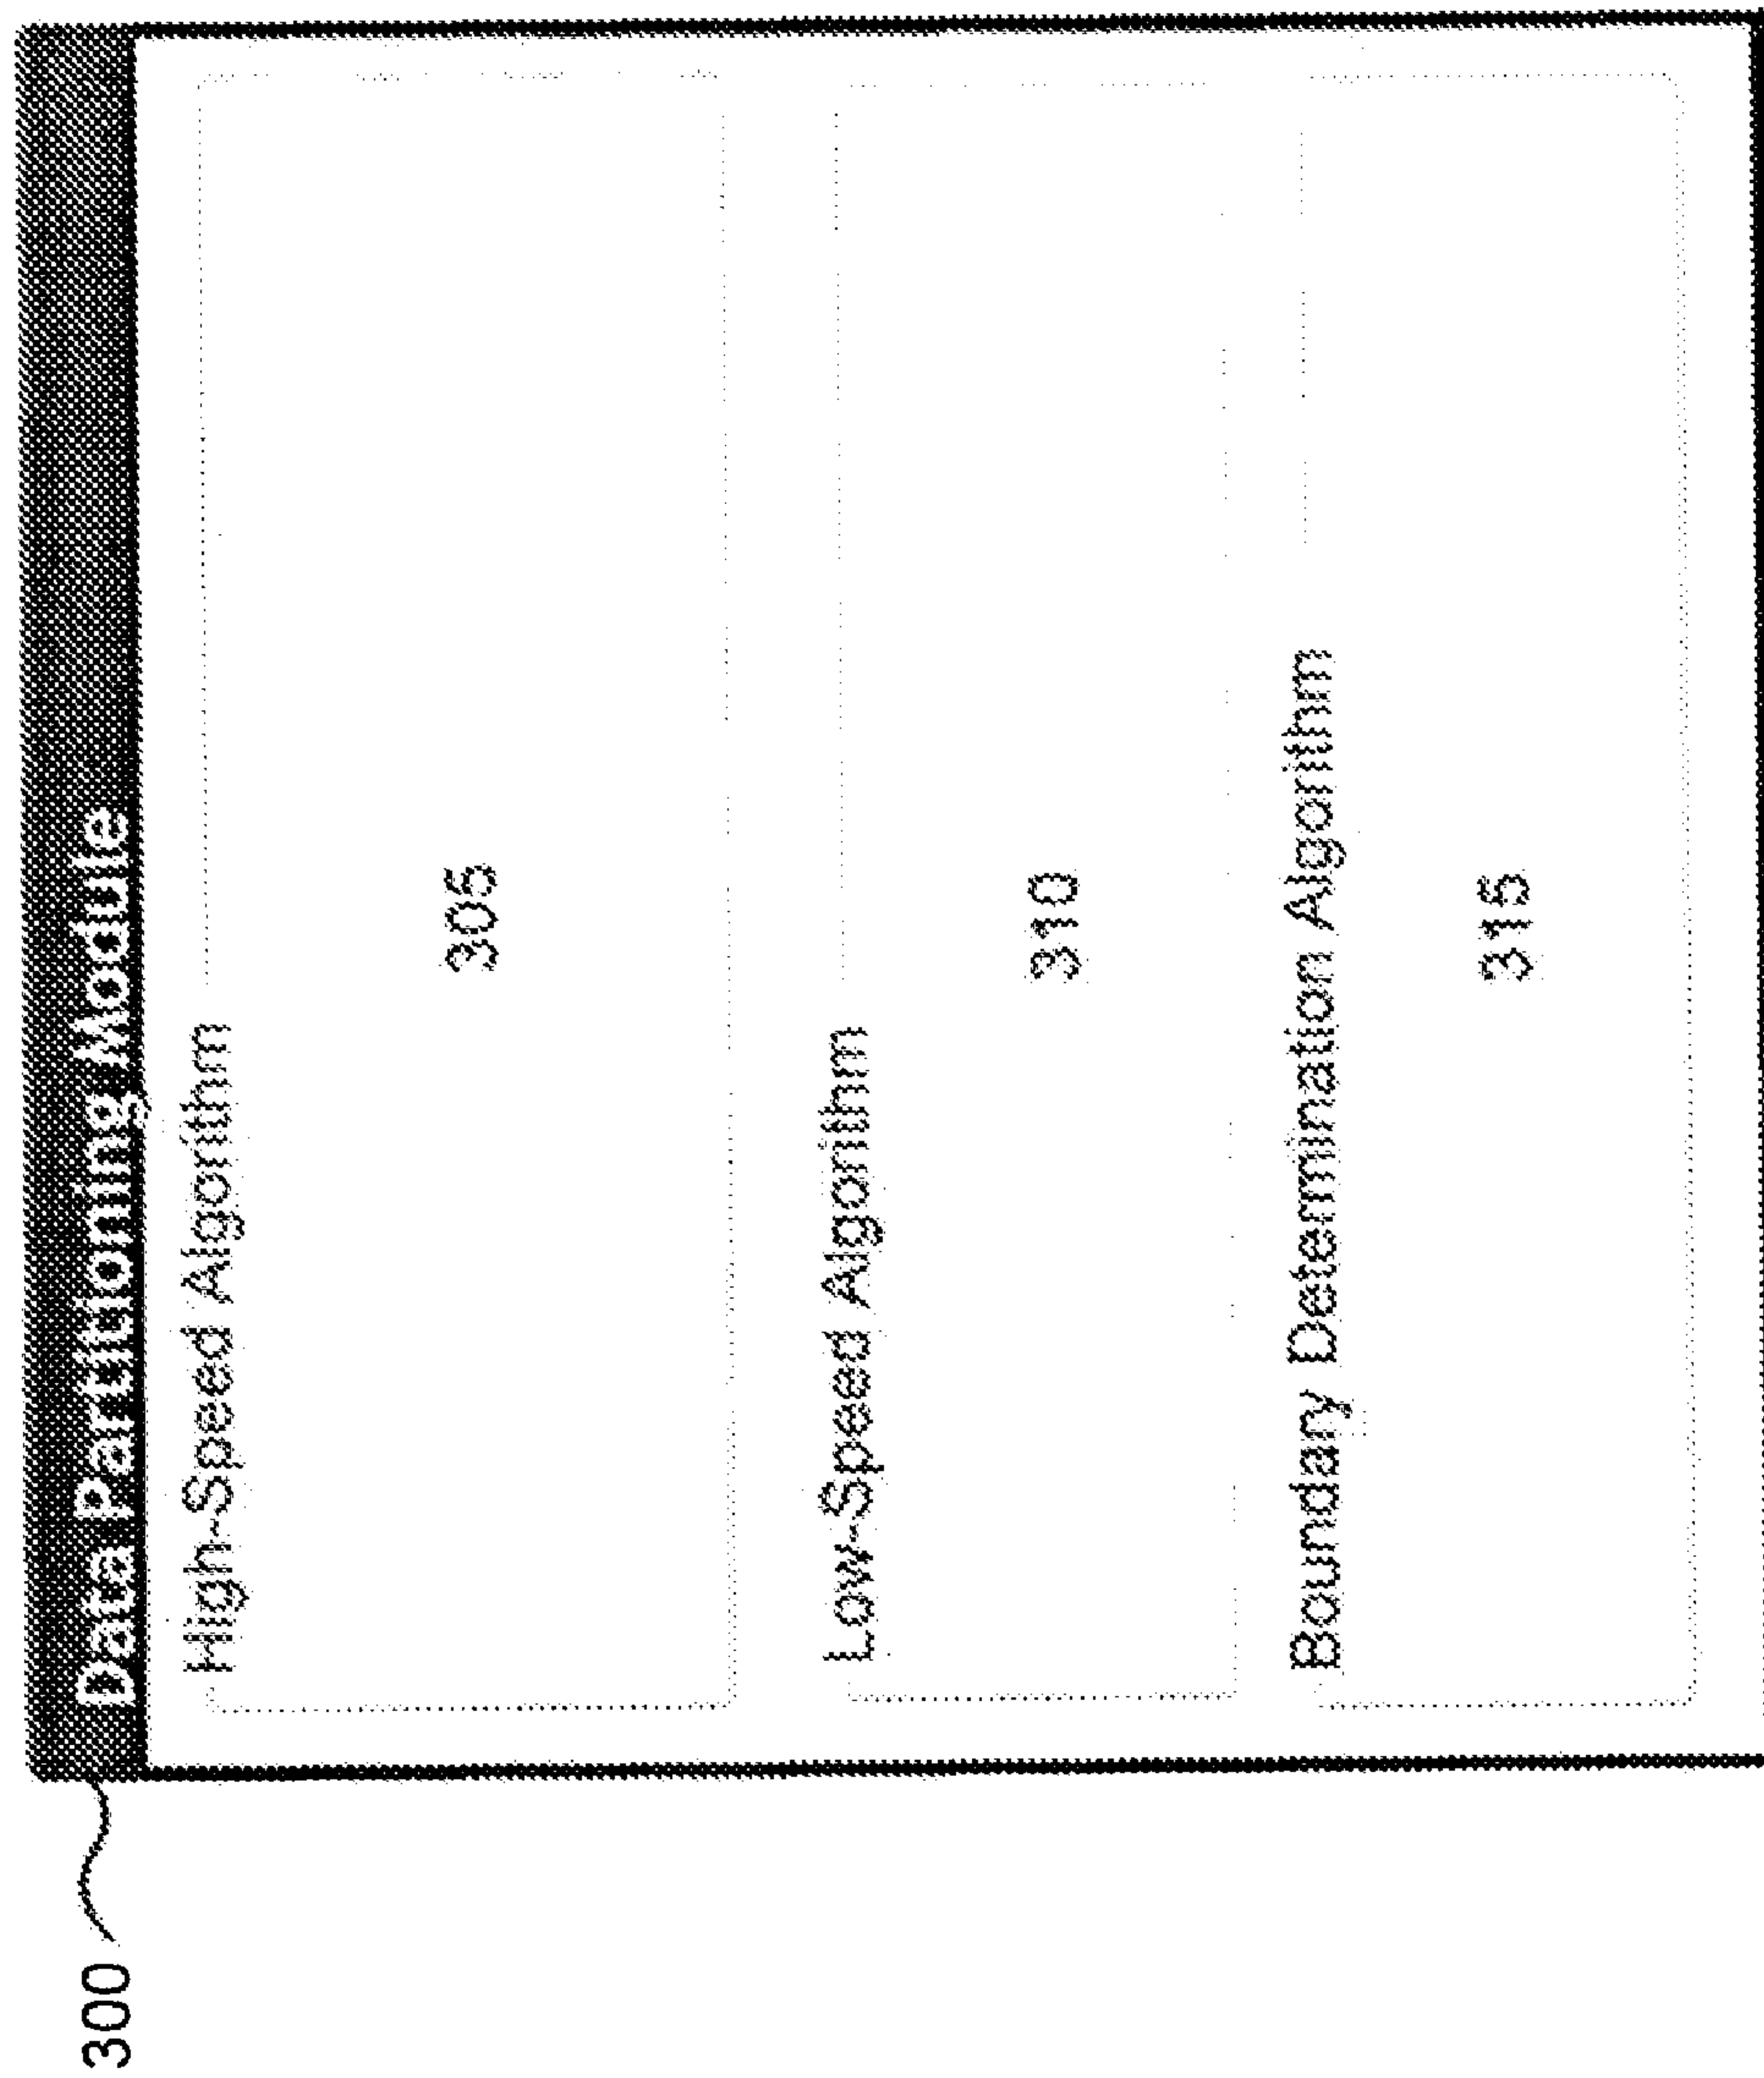 300
Data Partitioning Module
High-Speed Algorithm
305
Low-Speed Algorithm
310
Boundary Determination Algorithm
315